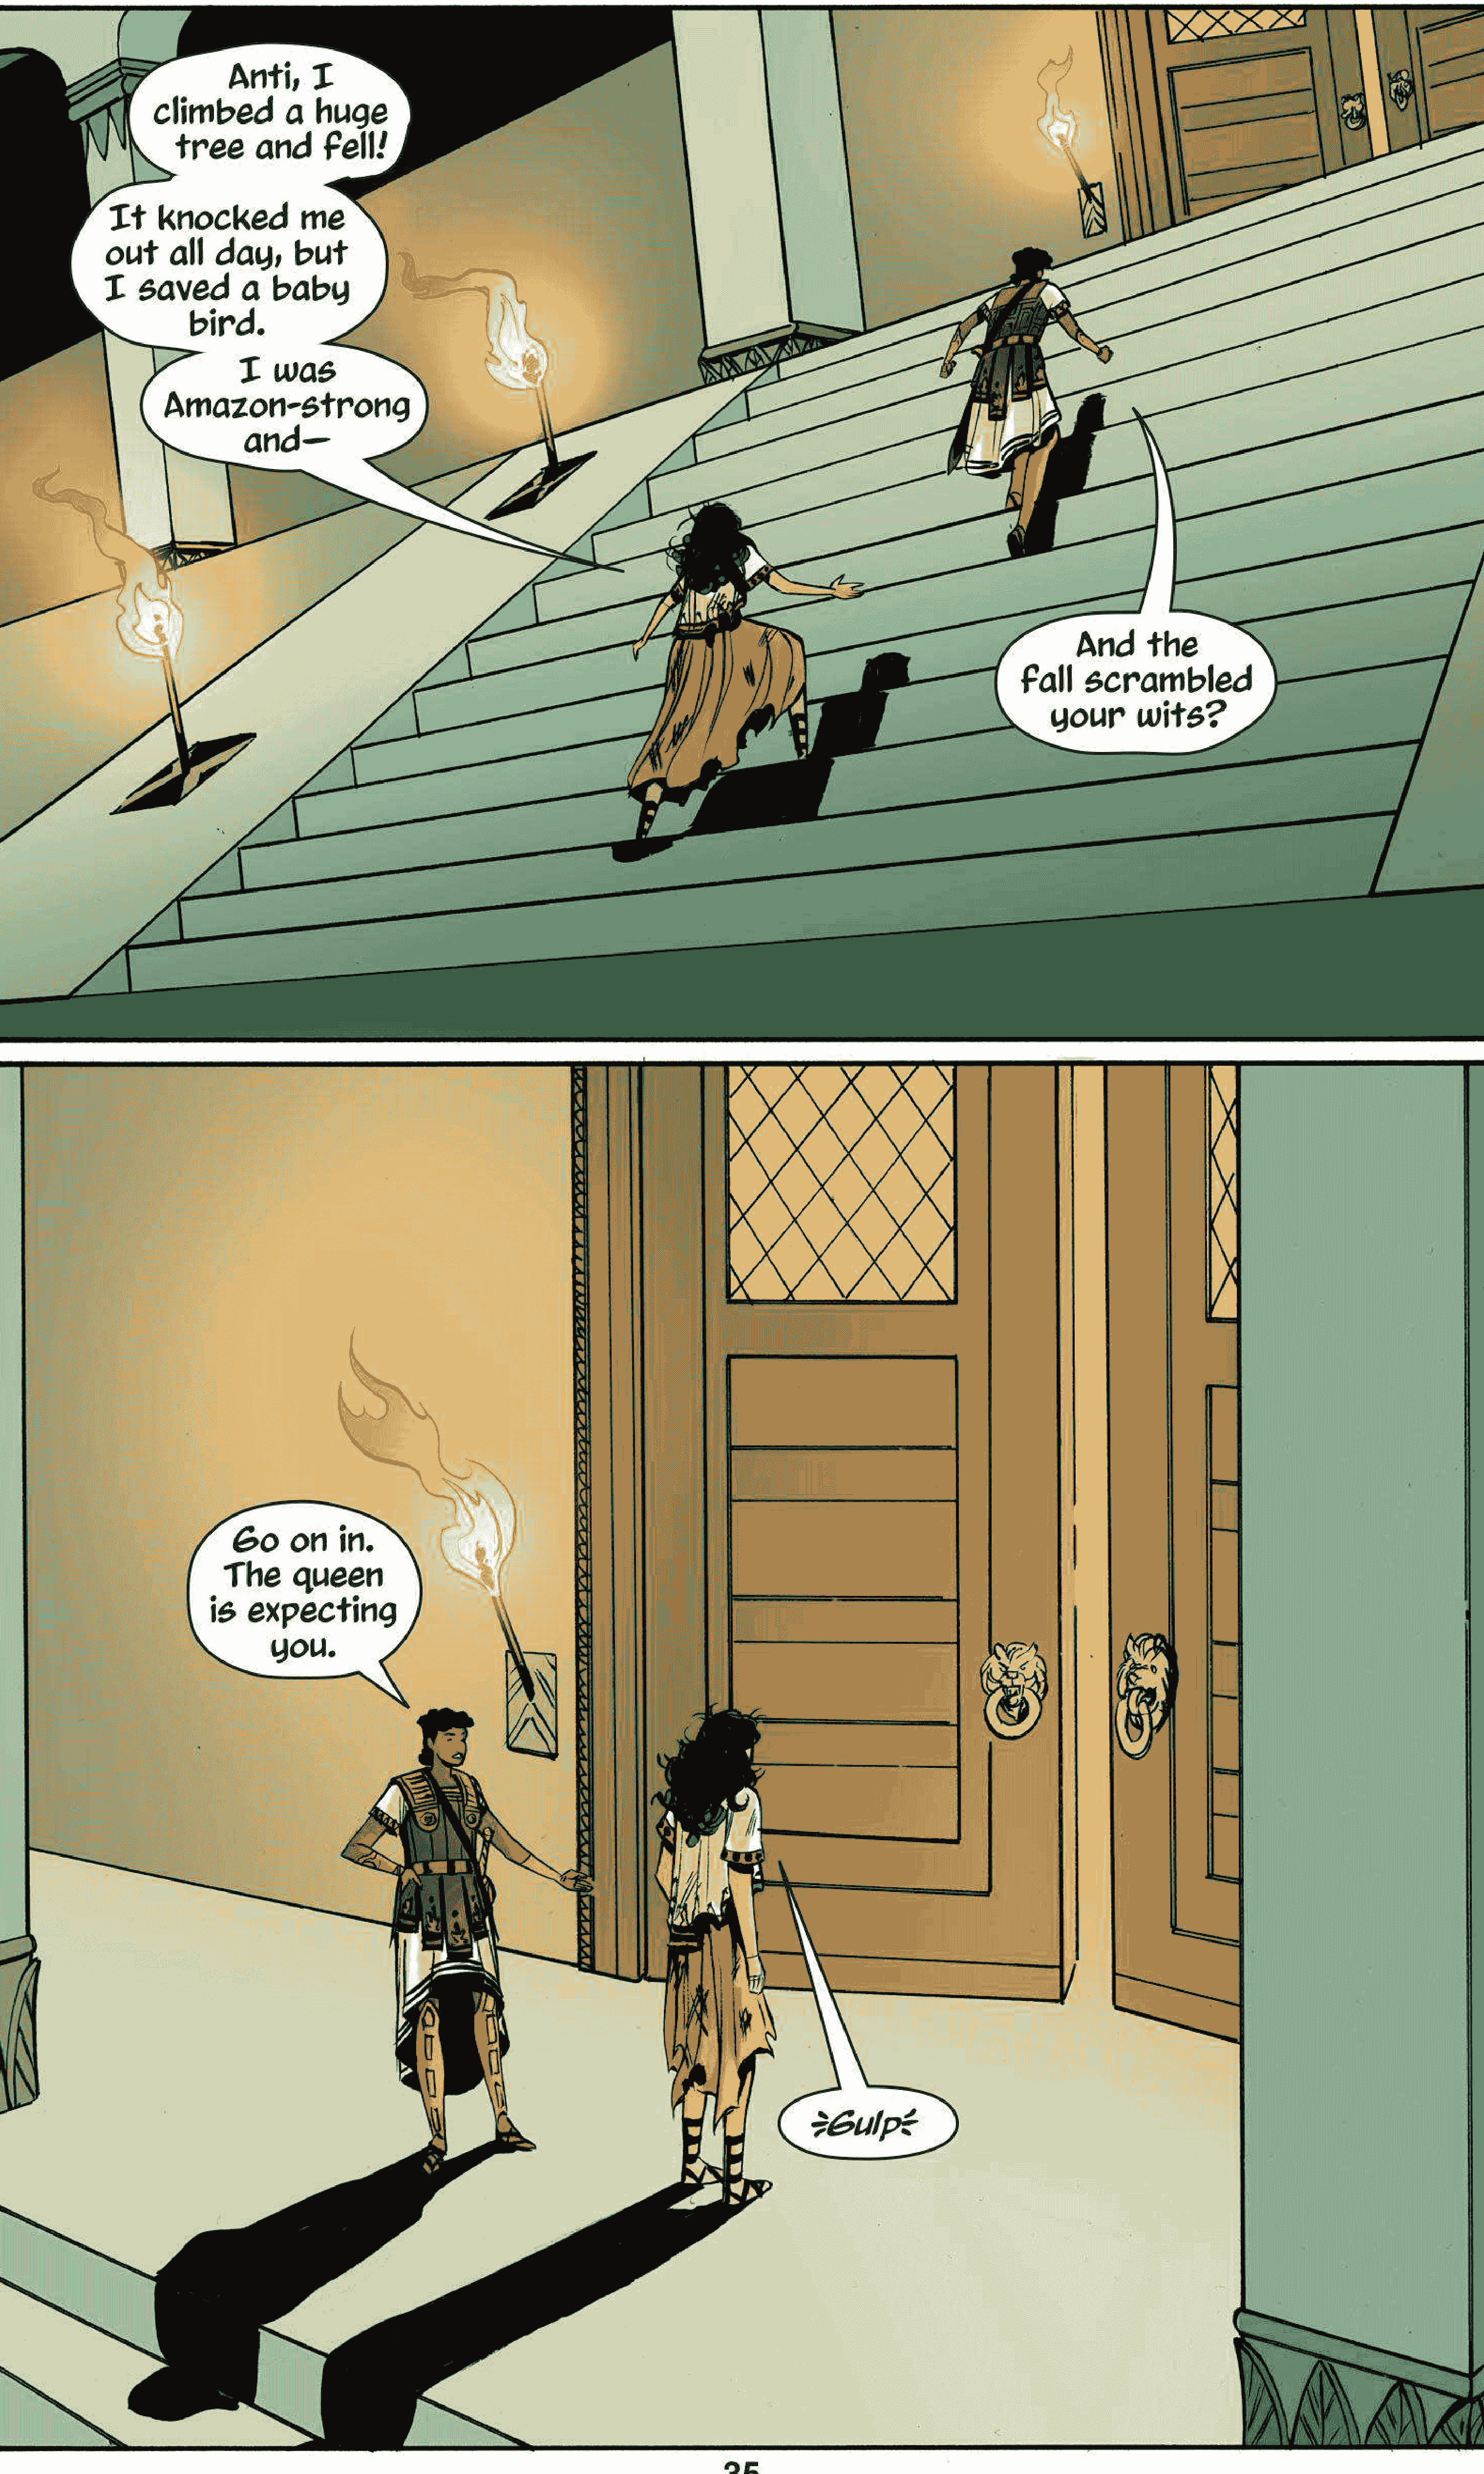 Anti, I
climbed a huge
tree and fell!
It knocked me
out all day, but
I saved a baby
bird.
I was
Amazon-strong
and—
And the
fall scrambled
your wits?
Go on in.
The queen
is expecting
you.
Gulp
35